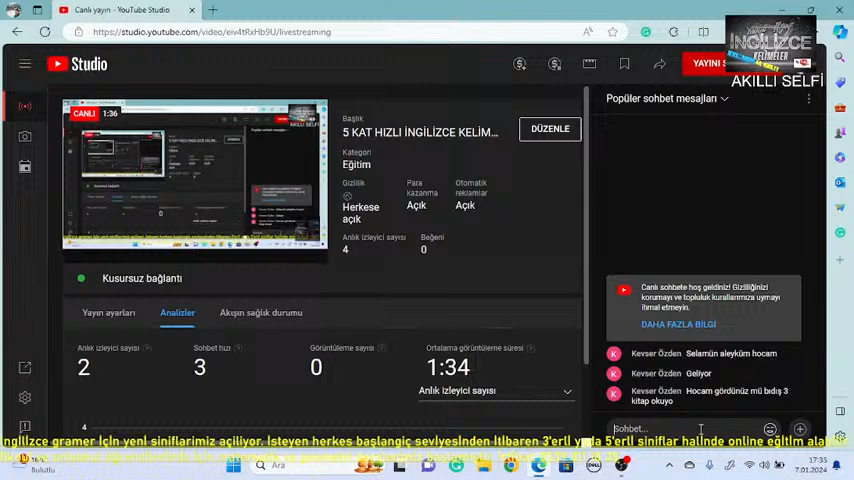 Canlı yayın - YouTube Studio
https://studio.youtube.com/video/eiv4tRxHb9U/livestreaming
İNGİLİZCE
KELİMELER
AKILLI SELFİ
Studio
YAYINI S
Popüler sohbet mesajları
CANLI 1:36
Başlık
5 KAT HIZLI İNGİLİZCE KELİM...
DÜZENLE
Kategori
Eğitim
Gizlilik
Para kazanma
Otomatik reklamlar
Herkese açık
Açık
Açık
Anlık izleyici sayısı
Beğeni
4
0
Kusursuz bağlantı
Yayın ayarları
Analizler
Akışın sağlık durumu
Anlık izleyici sayısı
Sohbet hızı
Görüntüleme sayısı
Ortalama görüntüleme süresi
2
3
0
1:34
Anlık izleyici sayısı
4
Canlı sohbete hoş geldiniz! Gizliliğinizi
korumayı ve topluluk kurallarımıza uymayı
ihmal etmeyin.
DAHA FAZLA BİLGİ
Kevser Özden Selamün aleyküm hocam
Kevser Özden Geliyor
Kevser Özden Hocam gördünüz mü bıdış 3
kitap okuyo
Sohbet...
ingilizce gramer için yeni siniflarimiz açiliyor. İsteyen herkes başlangiç seviyesinden itibaren 3'erli ya da 5'erli siniflar halinde online eğitim alabilir
Bulutlu
Ara
17:35
7.01.2024